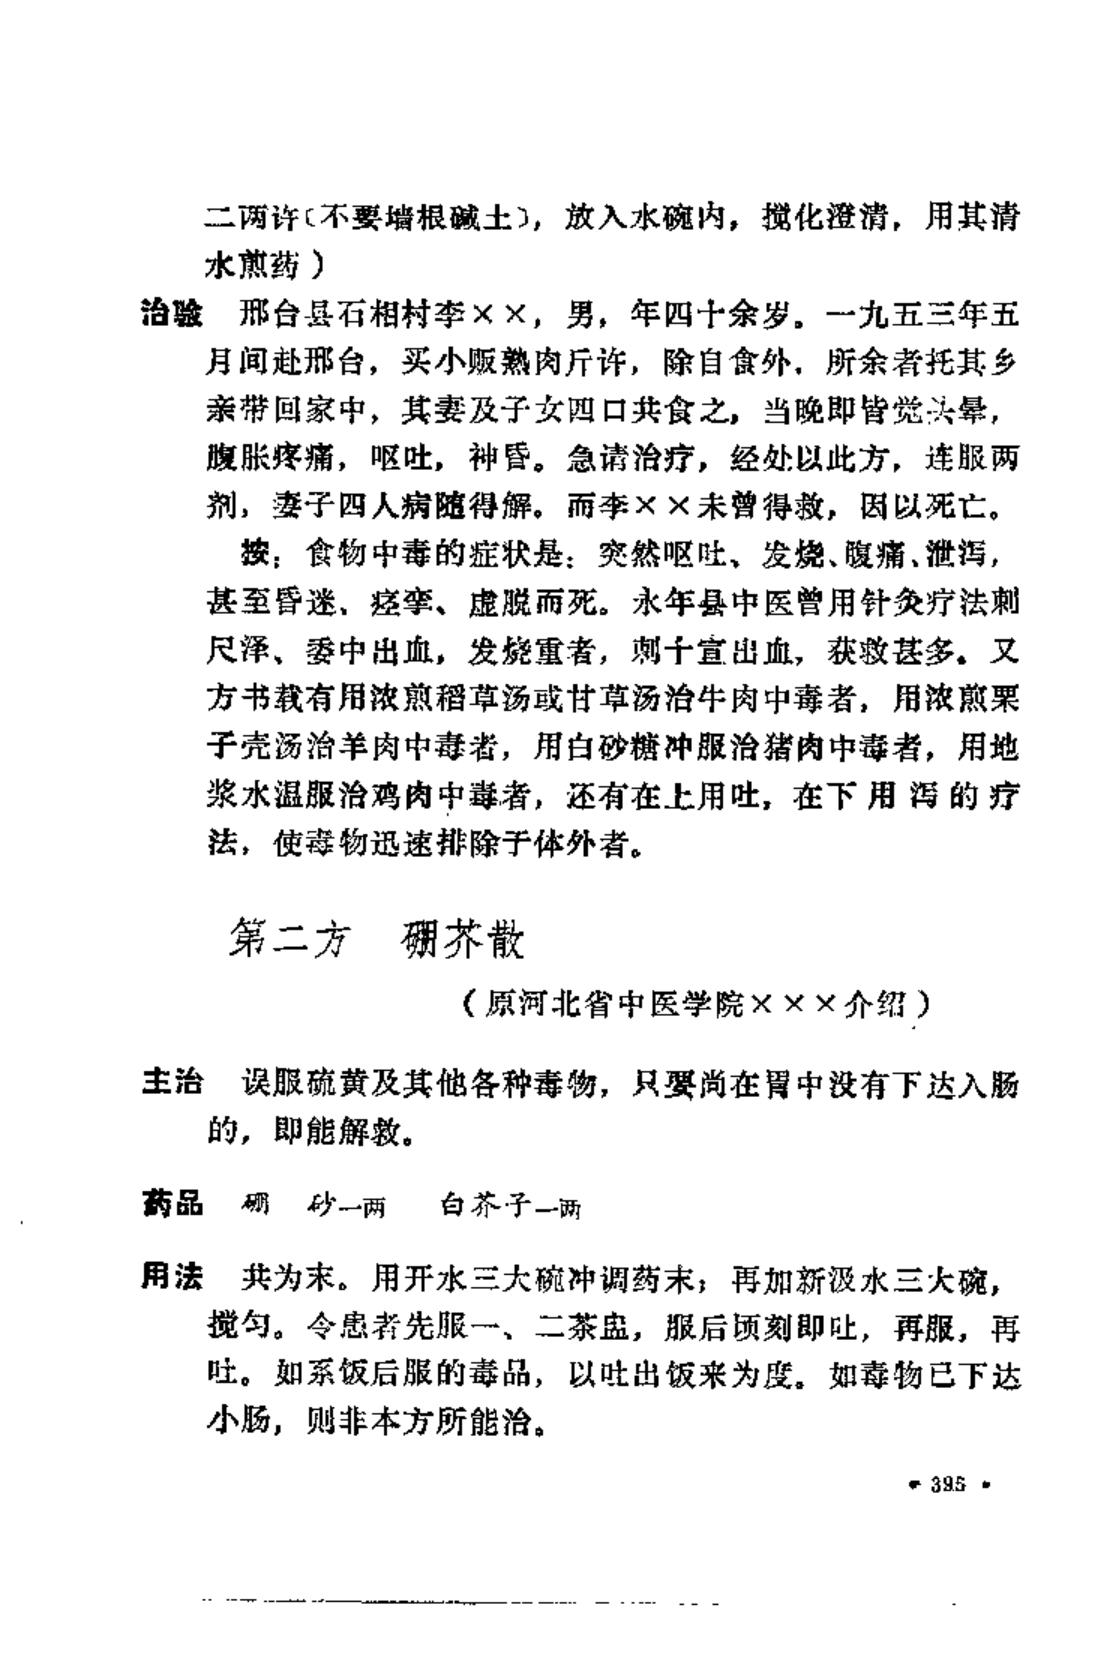 二两许〔不要墙根碱土〕，放入水碗内，搅化澄清，用其清
水煎药）
治验　邢台县石相村李××，男，年四十余岁。一九五三年五
月间赴邢台，买小贩熟肉斤许，除自食外，所余者托其乡
亲带回家中，其妻及子女四口共食之，当晚即皆觉头晕，
腹胀疼痛，呕吐，神昏。急请治疗，经处以此方，连服两
剂，妻子四人病随得解。而李××未曾得救，因以死亡。
按：食物中毒的症状是：突然呕吐、发烧、腹痛、泄泻，
甚至昏迷、痉挛、虚脱而死。永年县中医曾用针灸疗法刺
尺泽、委中出血，发烧重者，刺十宣出血，获救甚多。又
方书载有用浓煎稻草汤或甘草汤治牛肉中毒者，用浓煎栗
子壳汤治羊肉中毒者，用白砂糖冲服治猪肉中毒者，用地
浆水温服治鸡肉中毒者，还有在上用吐，在下用泻的疗
法，使毒物迅速排除于体外者。
第二方　硼芥散
（原河北省中医学院×××介绍）
主治　误服硫黄及其他各种毒物，只要尚在胃中没有下达入肠
的，即能解救。
药品　硼　砂一两　白芥子一两
用法　共为末。用开水三大碗冲调药末；再加新汲水三大碗，
搅匀。令患者先服一、二茶盅，服后顷刻即吐，再服，再
吐。如系饭后服的毒品，以吐出饭来为度。如毒物已下达
小肠，则非本方所能治。
• 395 •